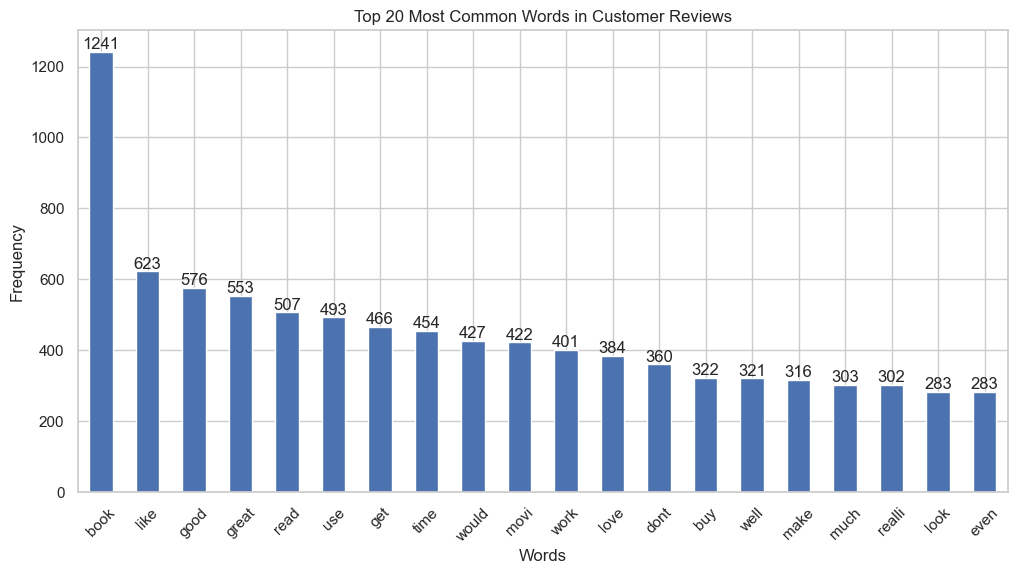 Top 20 Most Common Words in Customer Reviews
1241
623
576
553
507
493
466
454
427
422
401
384
360
322
321
316
303
302
283
283
1200
1000
800
600
400
200
0
Frequency
book
like
good
great
read
use
get
time
would
movi
work
love
dont
buy
well
make
much
realli
look
even
Words